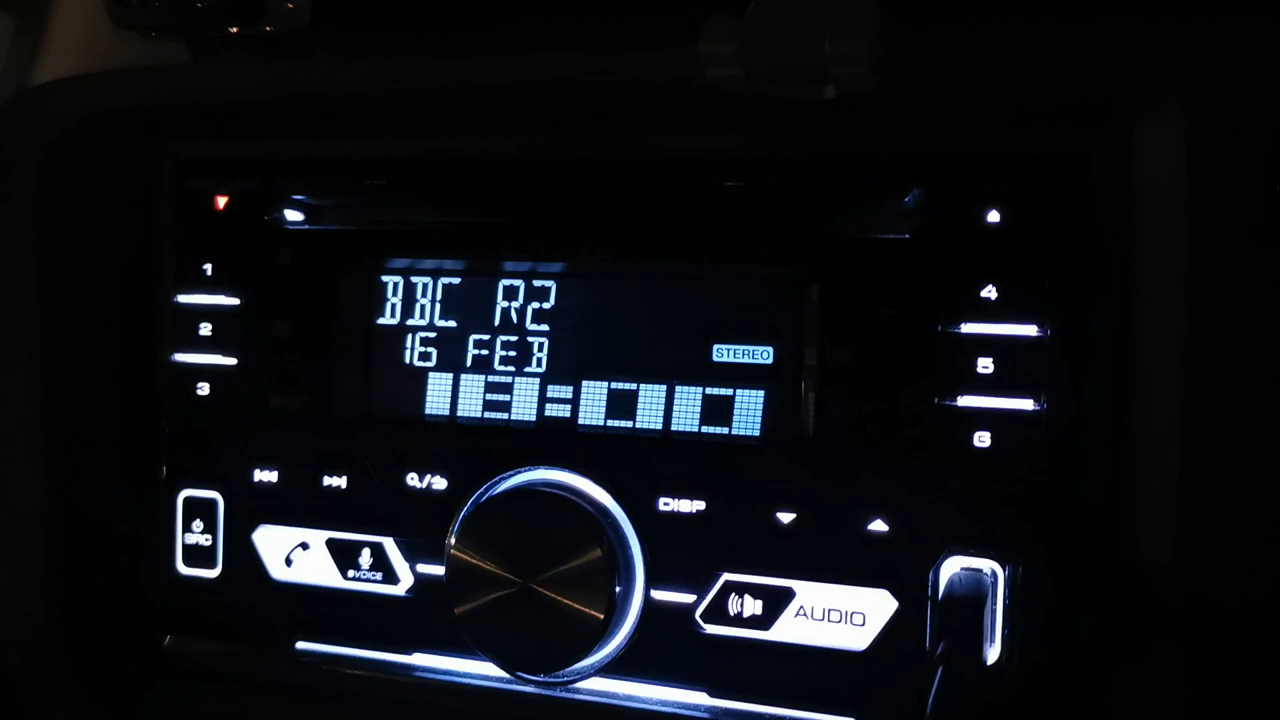 BBC R2
16 FEB
STEREO
18:00
1
2
3
4
5
6
DISP
SRC
VOICE
AUDIO